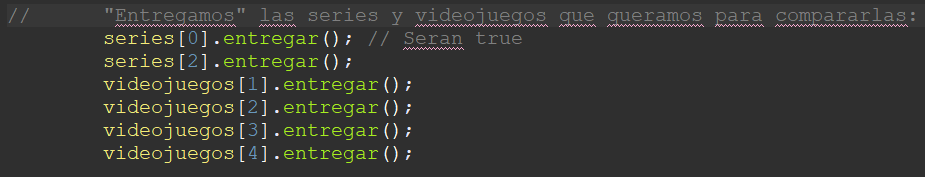 //      "Entregamos" las series y videojuegos que queramos para compararlas:
series[0].entregar(); // Seran true
series[2].entregar();
videojuegos[1].entregar();
videojuegos[2].entregar();
videojuegos[3].entregar();
videojuegos[4].entregar();